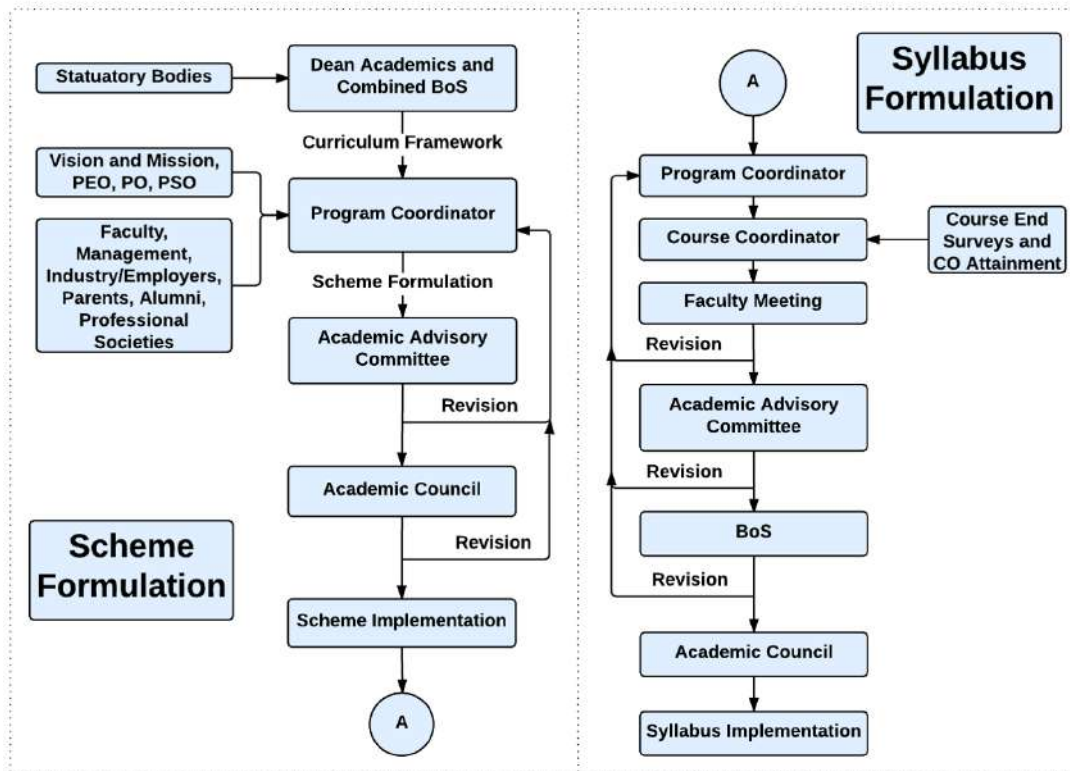 Statuatory Bodies
Dean Academics and
Combined BoS
Curriculum Framework
Vision and Mission,
PEO, PO, PSO
Program Coordinator
Faculty,
Management,
Industry/Employers,
Parents, Alumni,
Professional
Societies
Scheme Formulation
Academic Advisory
Committee
Revision
Academic Council
Revision
Scheme
Formulation
Scheme Implementation
A
Syllabus
Formulation
A
Program Coordinator
Course Coordinator
Course End
Surveys and
CO Attainment
Faculty Meeting
Revision
Academic Advisory
Committee
Revision
BoS
Revision
Academic Council
Syllabus Implementation